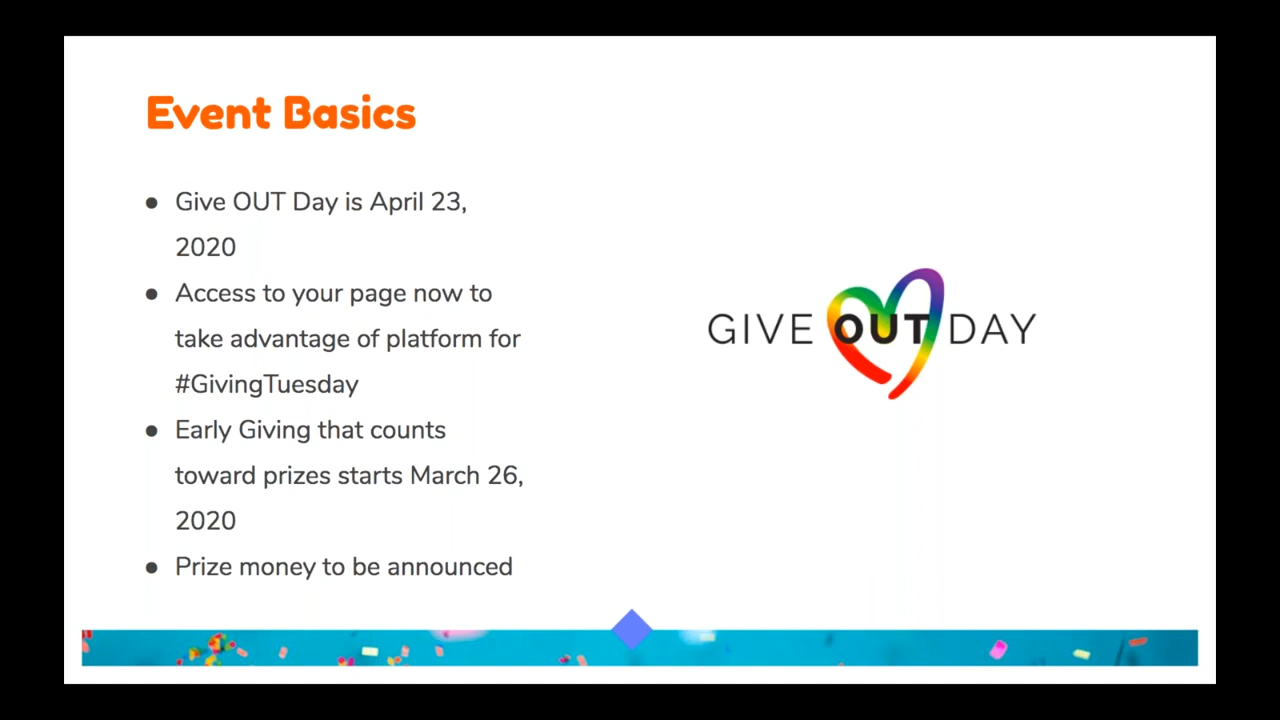 Event Basics
● Give OUT Day is April 23,
2020
● Access to your page now to
take advantage of platform for
#GivingTuesday
● Early Giving that counts
toward prizes starts March 26,
2020
● Prize money to be announced
GIVE OUT DAY